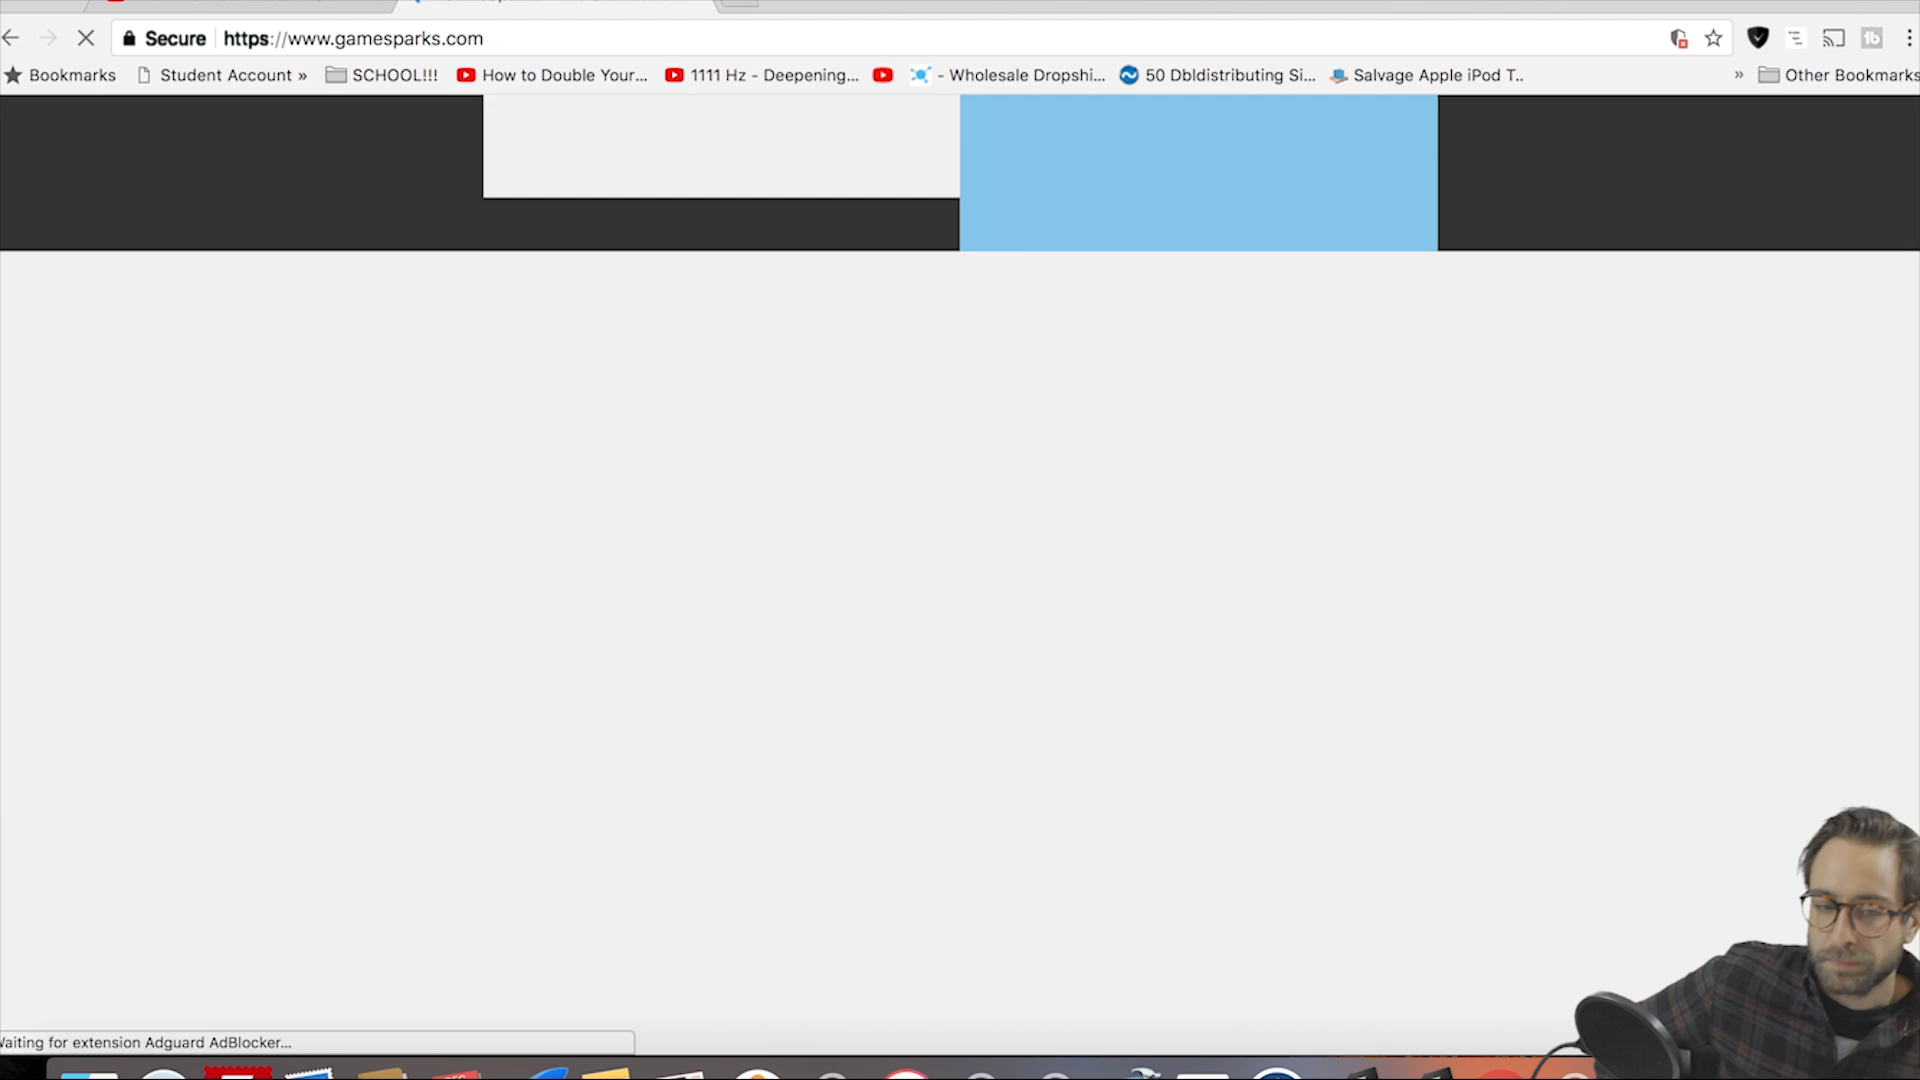 Secure https://www.gamesparks.com
Bookmarks Student Account » SCHOOL!!! How to Double Your... 1111 Hz - Deepening... - Wholesale Dropshi... 50 Dbldistributing Si... Salvage Apple iPod T.. » Other Bookmarks
Waiting for extension Adguard AdBlocker...